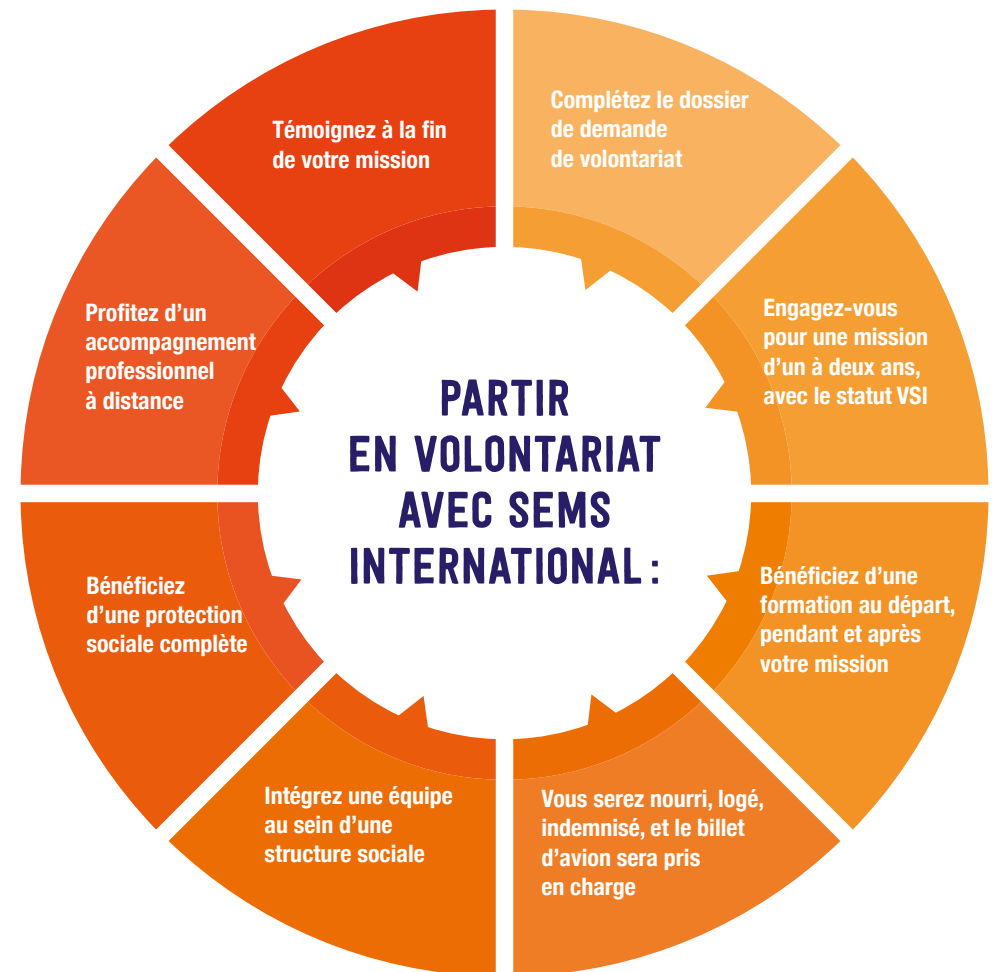 PARTIR
EN VOLONTARIAT
AVEC SEMS
INTERNATIONAL :
Complétez le dossier
de demande
de volontariat
Engagez-vous
pour une mission
d’un à deux ans,
avec le statut VSI
Bénéficiez d’une
formation au départ,
pendant et après
votre mission
Vous serez nourri, logé,
indemnisé, et le billet
d’avion sera pris
en charge
Intégrez une équipe
au sein d’une
structure sociale
Bénéficiez
d’une protection
sociale complète
Profitez d’un
accompagnement
professionnel
à distance
Témoignez à la fin
de votre mission